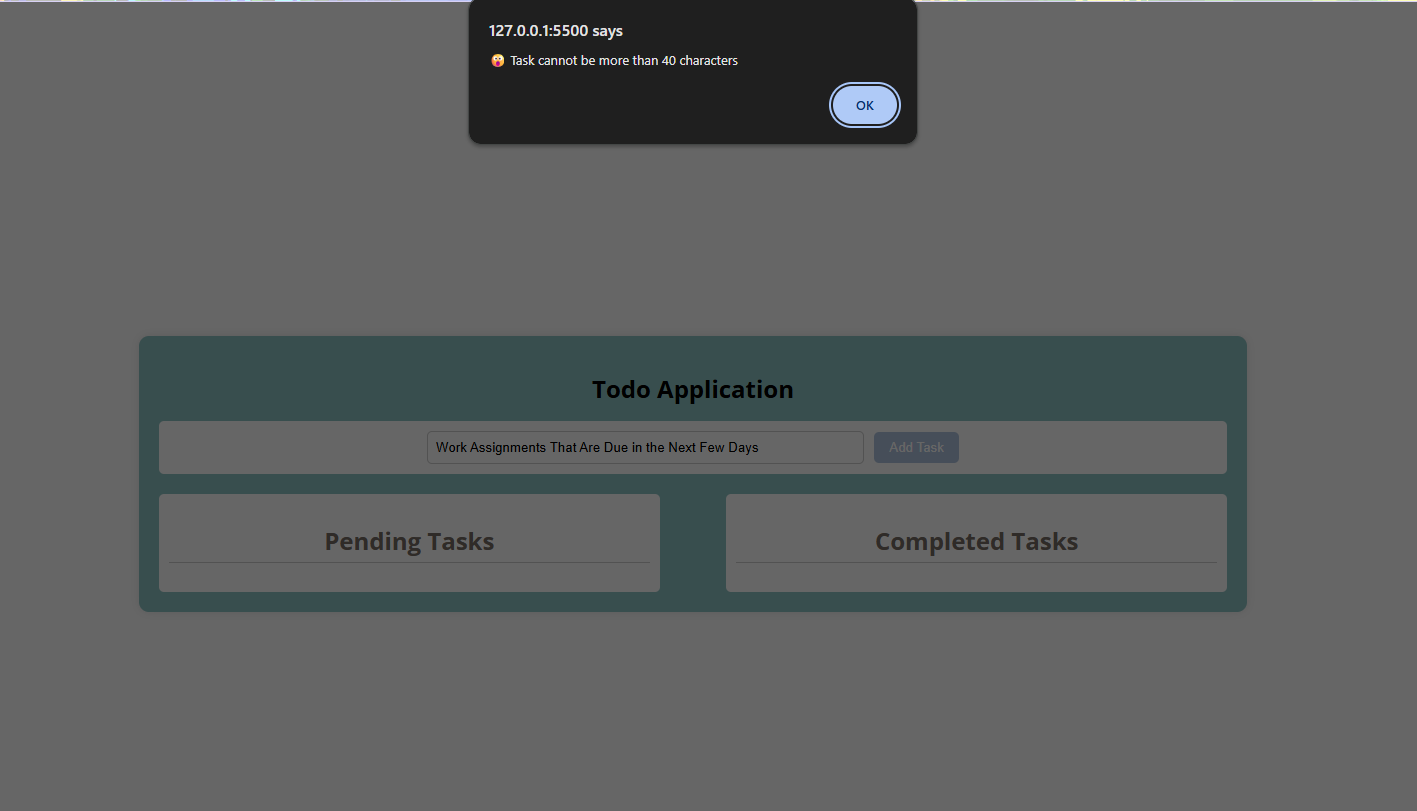 127.0.0.1:5500 says
😱 Task cannot be more than 40 characters
OK
Todo Application
Work Assignments That Are Due in the Next Few Days
Add Task
Pending Tasks
Completed Tasks